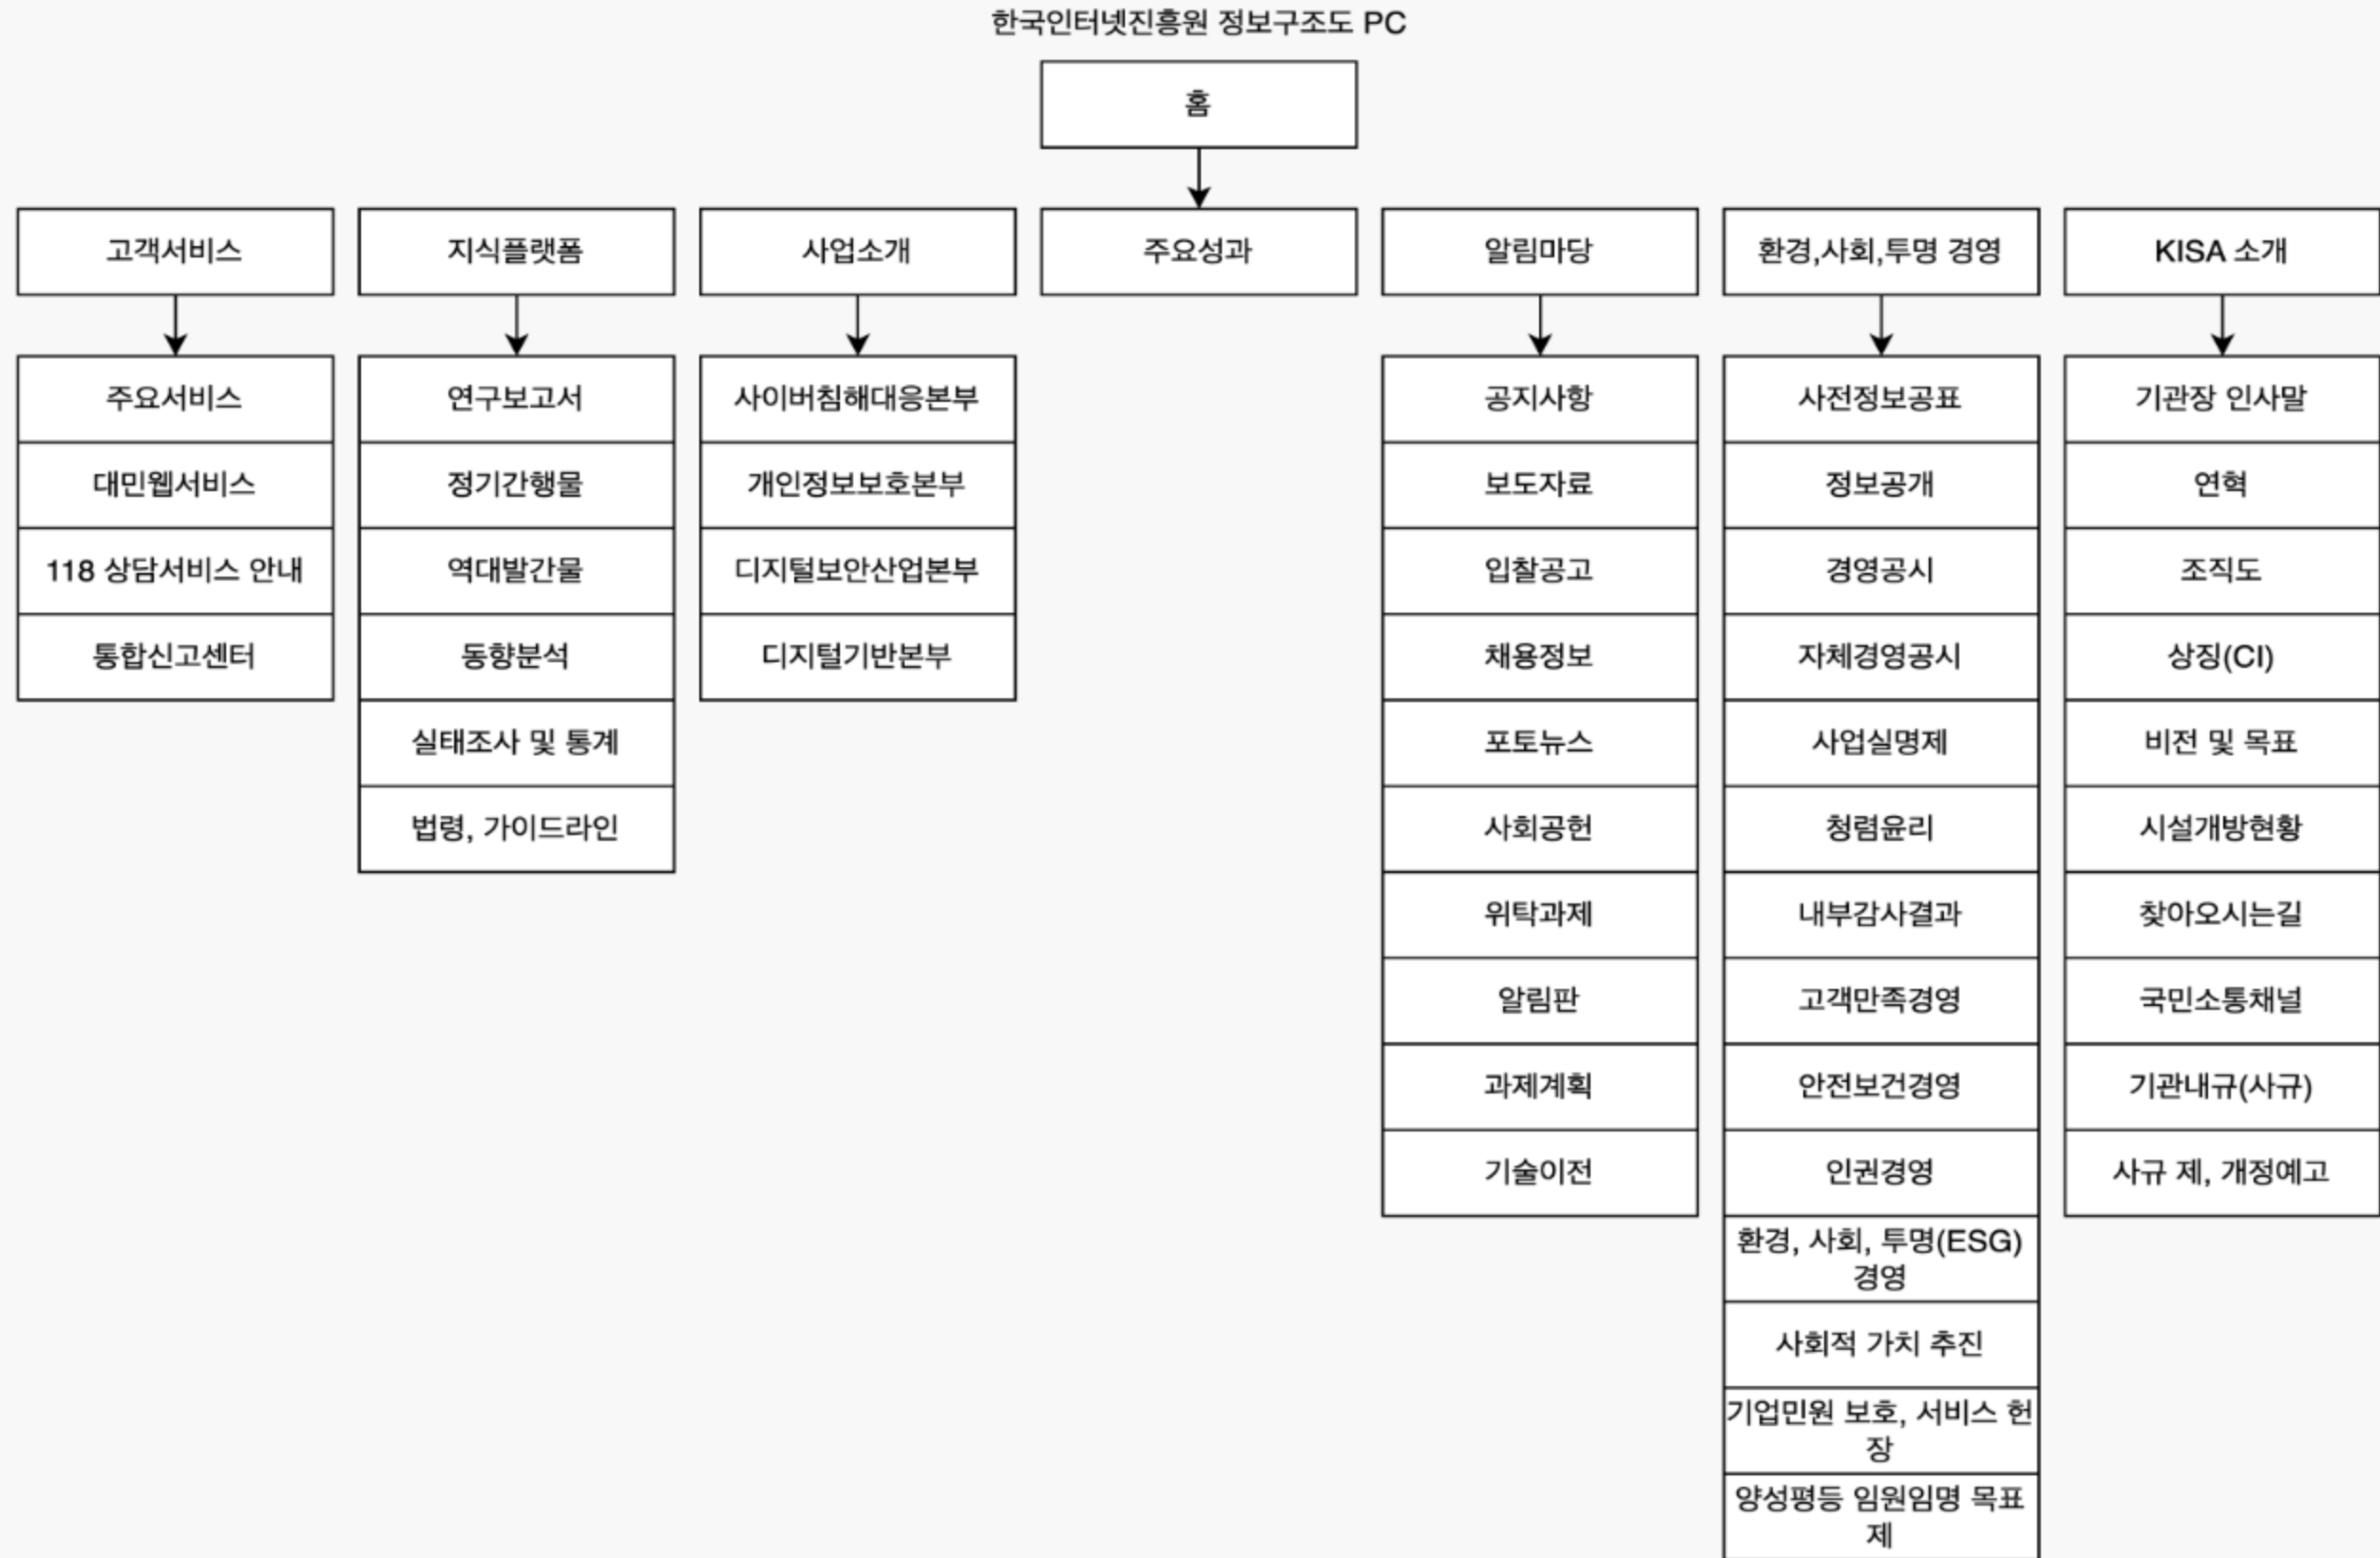 한국인터넷진흥원 정보구조도 PC
홈
고객서비스
지식플랫폼
사업소개
주요성과
알림마당
환경,사회,투명 경영
KISA 소개
주요서비스
대민웹서비스
118 상담서비스 안내
통합신고센터
연구보고서
정기간행물
역대발간물
동향분석
실태조사 및 통계
법령, 가이드라인
사이버침해대응본부
개인정보보호본부
디지털보안산업본부
디지털기반본부
공지사항
보도자료
입찰공고
채용정보
포토뉴스
사회공헌
위탁과제
알림판
과제계획
기술이전
사전정보공표
정보공개
경영공시
자체경영공시
사업실명제
청렴윤리
내부감사결과
고객만족경영
안전보건경영
인권경영
환경, 사회, 투명(ESG)
경영
사회적 가치 추진
기업민원 보호, 서비스 헌
장
양성평등 임원임명 목표
제
기관장 인사말
연혁
조직도
상징(CI)
비전 및 목표
시설개방현황
찾아오시는길
국민소통채널
기관내규(사규)
사규 제, 개정예고